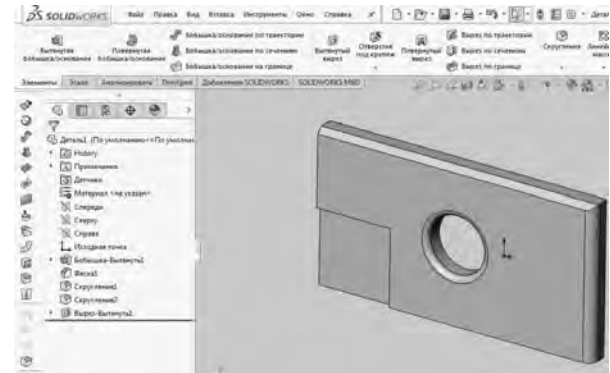 SOLIDWORKS Файл Правка Вид Вставка Инструменты Окно Справка
Вытянутая бобышка/основание
Повернутая бобышка/основание
Бобышка/основание по траектории
Бобышка/основание по сечениям
Бобышка/основание на границе
Вытянутый вырез
Отверстие под крепеж
Повернутый вырез
Вырез по траектории
Вырез по сечениям
Вырез по границе
Скругление
Элементы Эскиз Анализировать DimXpert Добавления SOLIDWORKS SOLIDWORKS MBD
Деталь1 (По умолчанию<<По умолчан
History
Примечания
Датчики
Материал <не указан>
Спереди
Сверху
Справа
Исходная точка
Бобышка-Вытянуть1
Фаска1
Скругление1
Скругление2
Вырез-Вытянуть1